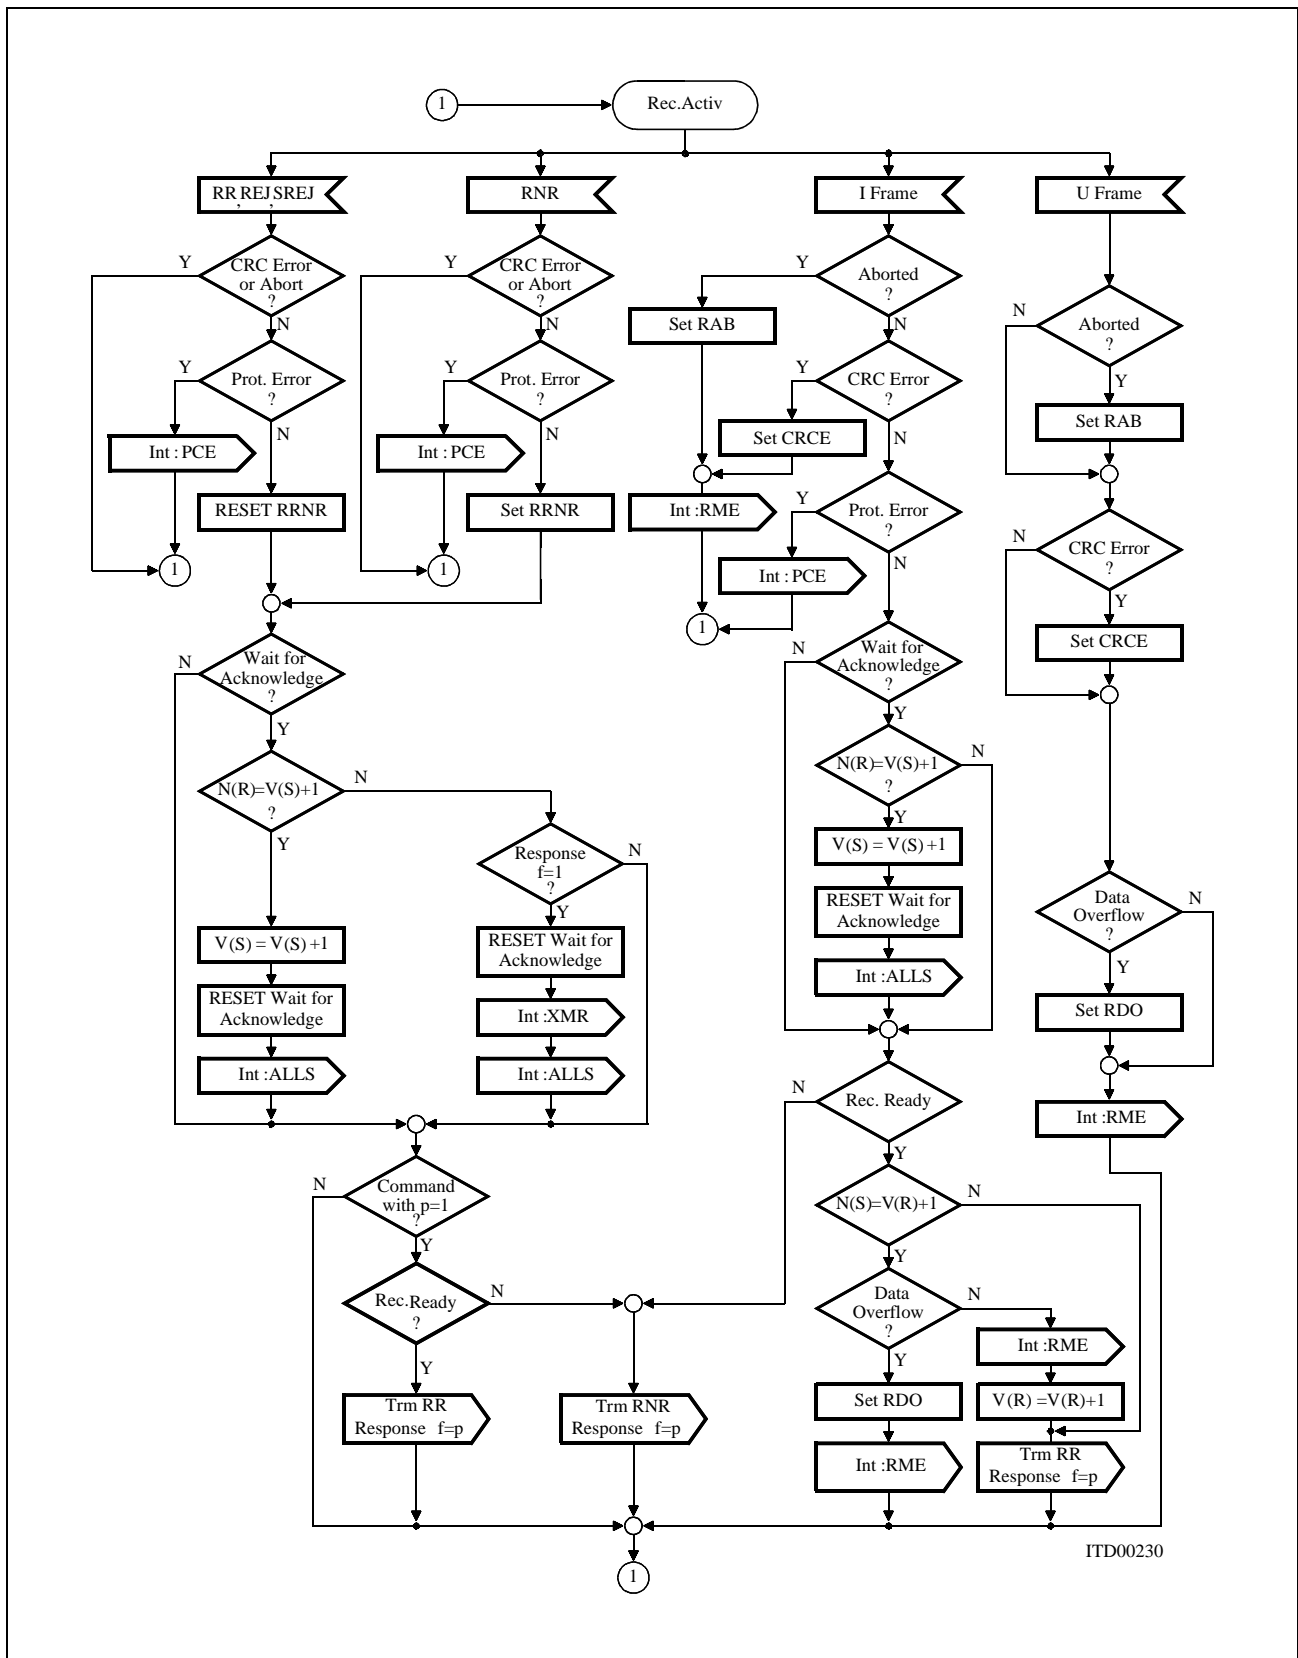 1
Rec.Activ
RR,REJ,SREJ
RNR
I Frame
U Frame
Y
CRC Error
or Abort
?
N
Y
CRC Error
or Abort
?
N
Y
Aborted
?
N
Set RAB
N
Aborted
?
Y
Y
Prot. Error
?
N
Y
Prot. Error
?
N
Y
CRC Error
?
N
Set CRCE
Set RAB
Int : PCE
Int : PCE
RESET RRNR
Set RRNR
Int :RME
Y
Prot. Error
?
N
N
CRC Error
?
Y
1
1
Int : PCE
1
Set CRCE
N
Wait for
Acknowledge
?
Y
N
Wait for
Acknowledge
?
Y
N(R)=V(S)+1
?
N
Y
N(R)=V(S)+1
?
N
Y
Response
f=1
?
N
Y
V(S) = V(S) +1
RESET Wait for
Acknowledge
Int :ALLS
Data
Overflow
?
N
Y
V(S) = V(S) +1
RESET Wait for
Acknowledge
Int :ALLS
RESET Wait for
Acknowledge
Int :XMR
Int :ALLS
Set RDO
Int :RME
N
Rec. Ready
Y
N
Command
with p=1
?
Y
N(S)=V(R)+1
N
Y
Rec.Ready
?
N
Y
Data
Overflow
?
N
Y
Int :RME
V(R) =V(R)+1
Trm RR
Response f=p
Trm RNR
Response f=p
Set RDO
Int :RME
Trm RR
Response f=p
1
ITD00230